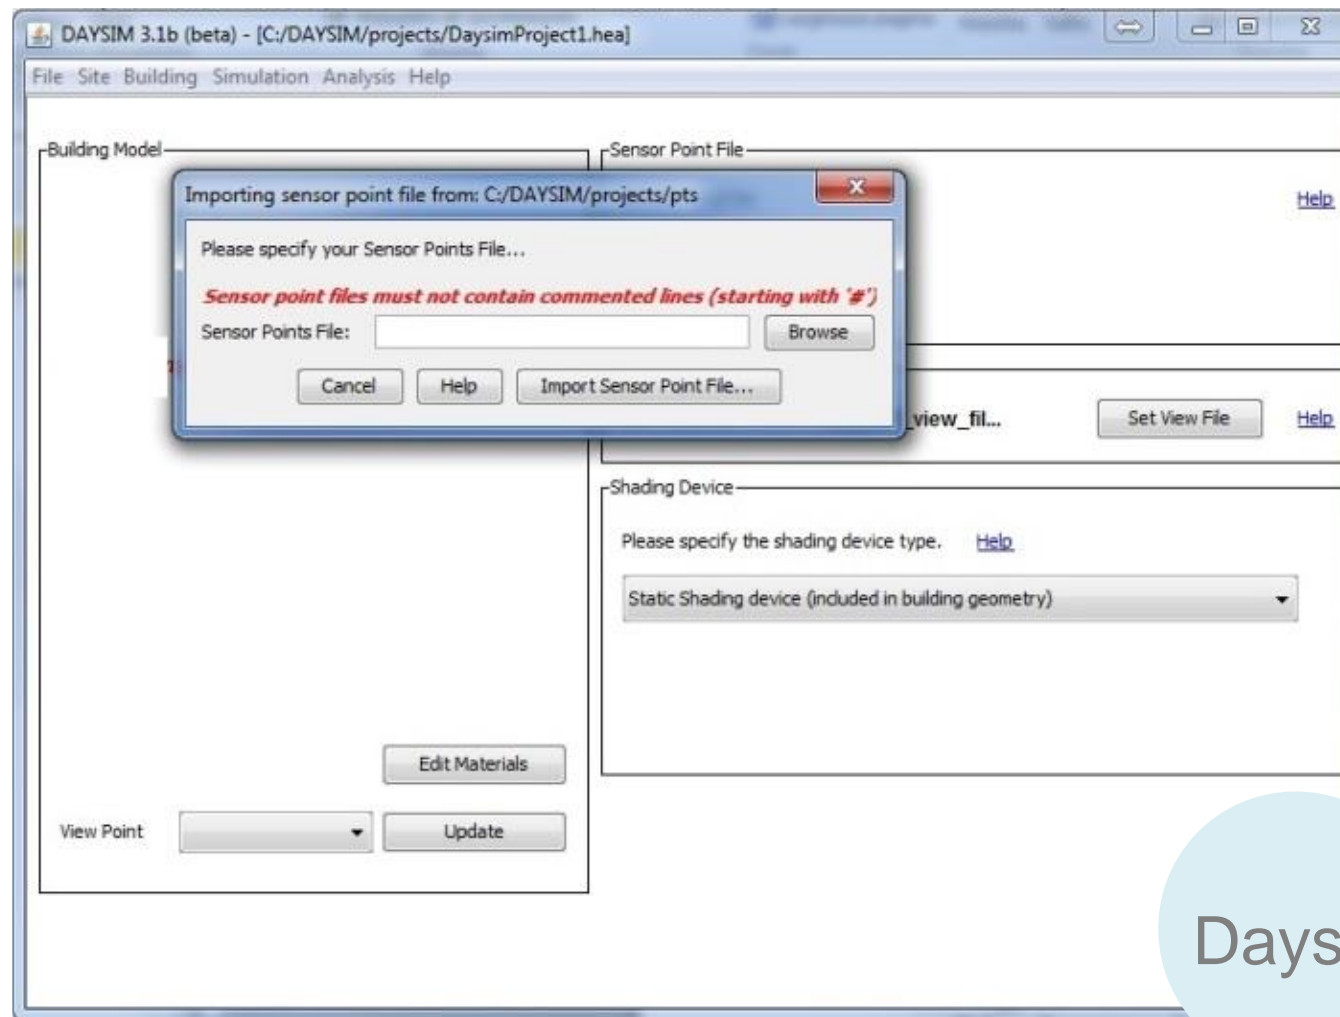 DAYSIM 3.1b (beta) - [C:/DAYSIM/projects/DaysimProject1.hea]
File Site Building Simulation Analysis Help
Building Model
Sensor Point File
Importing sensor point file from: C:/DAYSIM/projects/pts
Help
Please specify your Sensor Points File...
Sensor point files must not contain commented lines (starting with '#')
Sensor Points File:
Browse
Cancel
Help
Import Sensor Point File...
_view_fil...
Set View File
Help
Shading Device
Please specify the shading device type.
Help
Static Shading device (included in building geometry)
Edit Materials
View Point
Update
Days